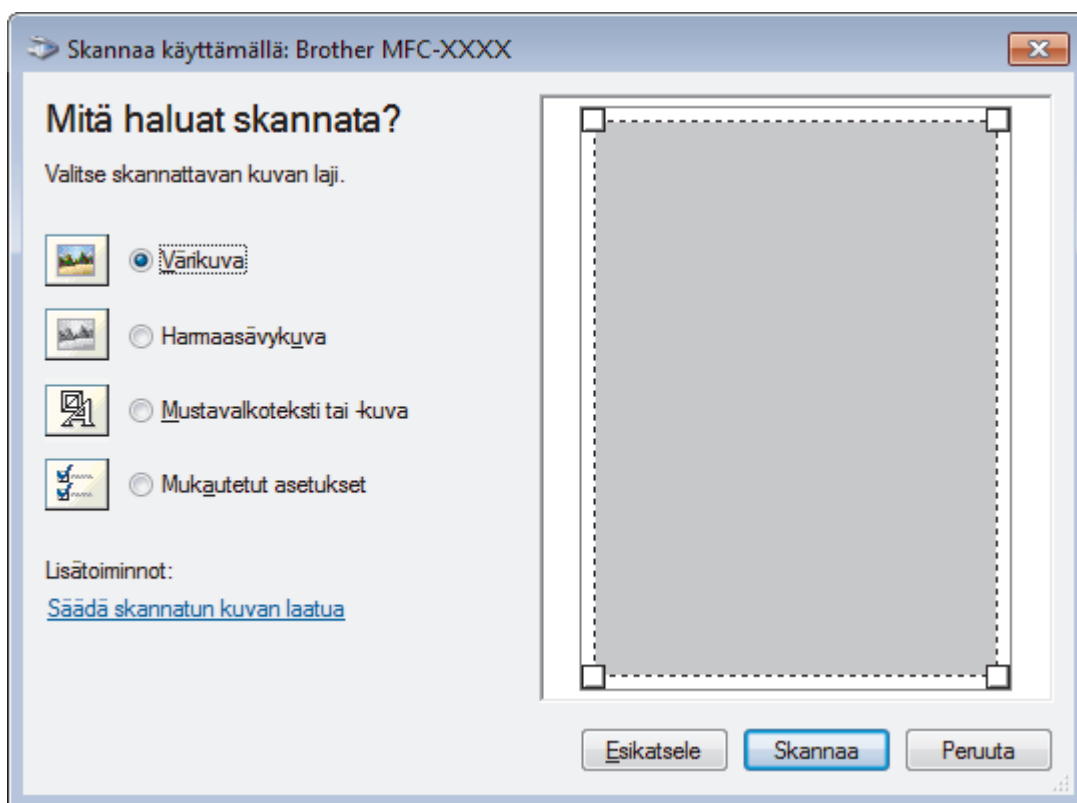 Skannaa käyttämällä: Brother MFC-XXXX
Mitä haluat skannata?
Valitse skannattavan kuvan laji.
Värikuva
Harmaasävykuva
Mustavalkoteksti tai -kuva
Mukautetut asetukset
Lisätoiminnot:
Säädä skannatun kuvan laatua
Esikatsele Skannaa Peruuta